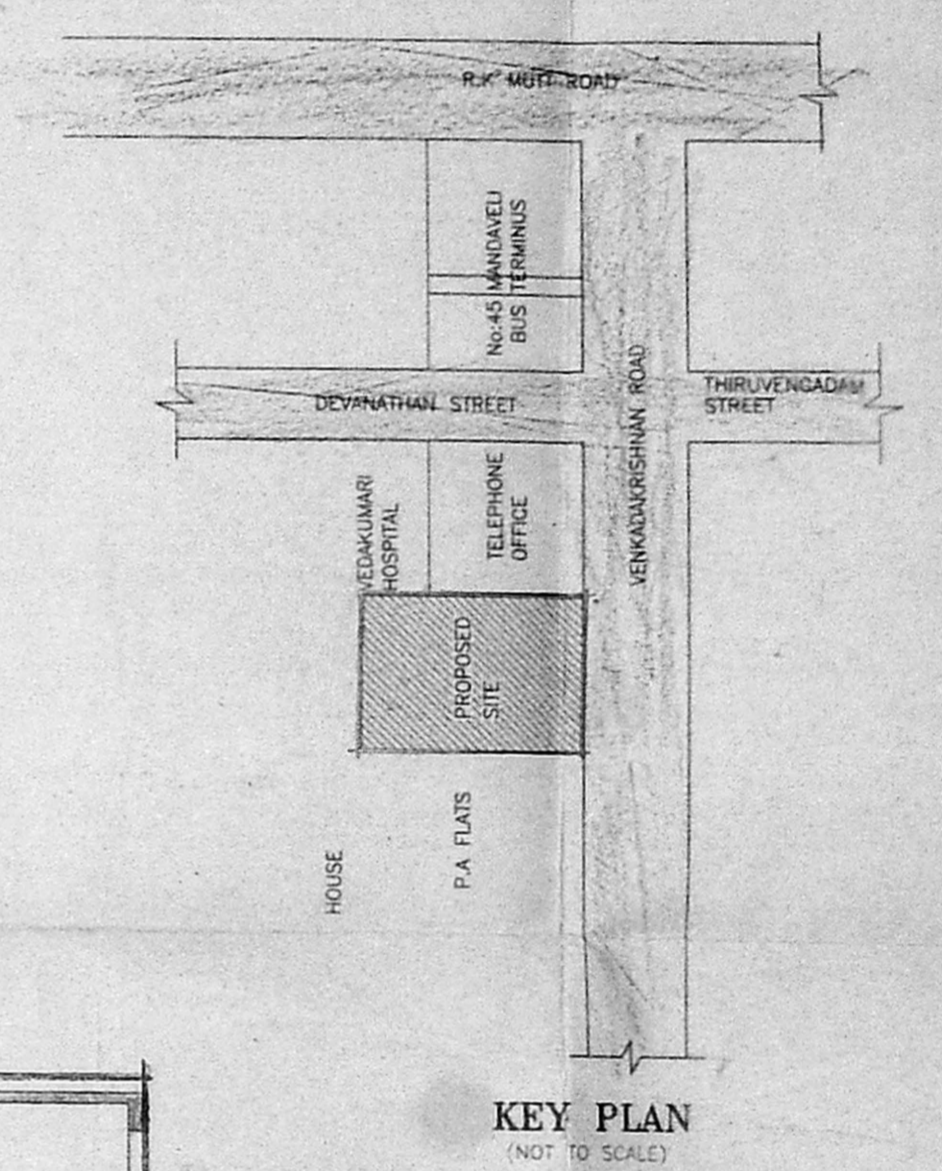 R.K MUTT ROAD
No:45 MANDAVELI
BUS TERMINUS
DEVANATHAN STREET
VENKADAKRISHNAN ROAD
THIRUVENGADAM
STREET
VEDAKUMARI
HOSPITAL
TELEPHONE
OFFICE
PROPOSED
SITE
HOUSE
P.A FLATS
KEY PLAN
(NOT TO SCALE)